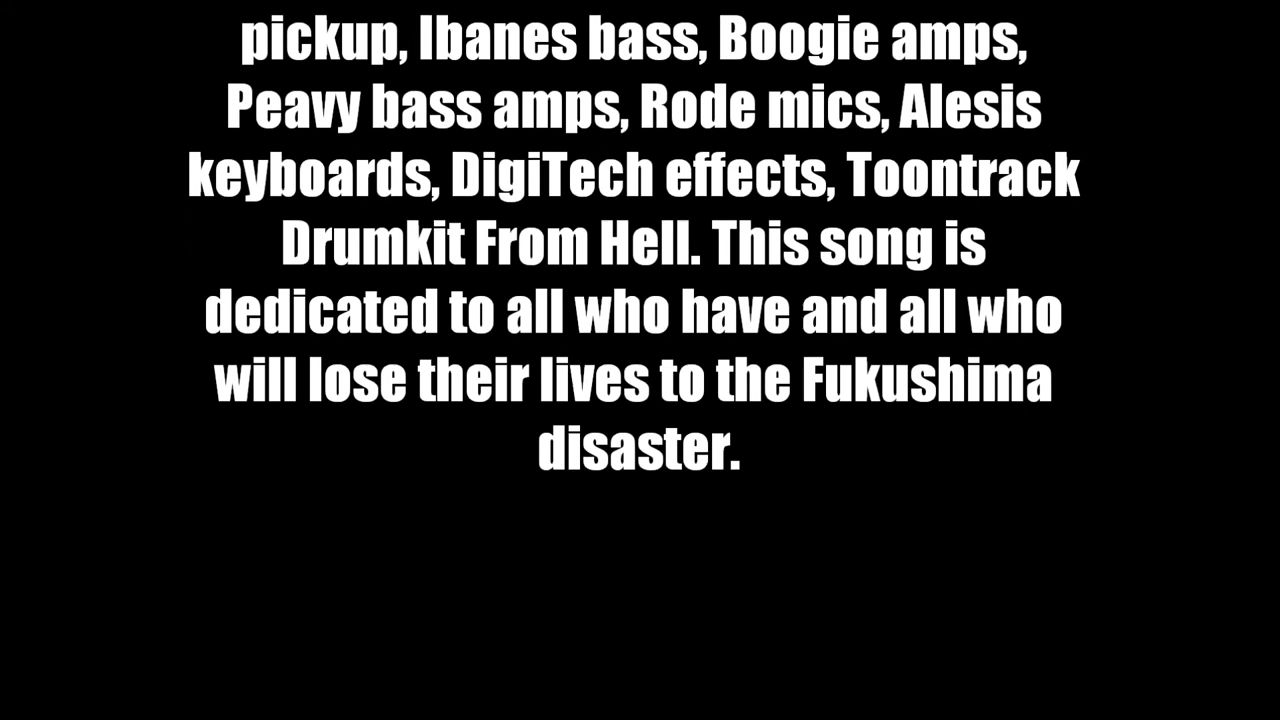 pickup, Ibanes bass, Boogie amps,
Peavy bass amps, Rode mics, Alesis
keyboards, DigiTech effects, Toontrack
Drumkit From Hell. This song is
dedicated to all who have and all who
will lose their lives to the Fukushima
disaster.